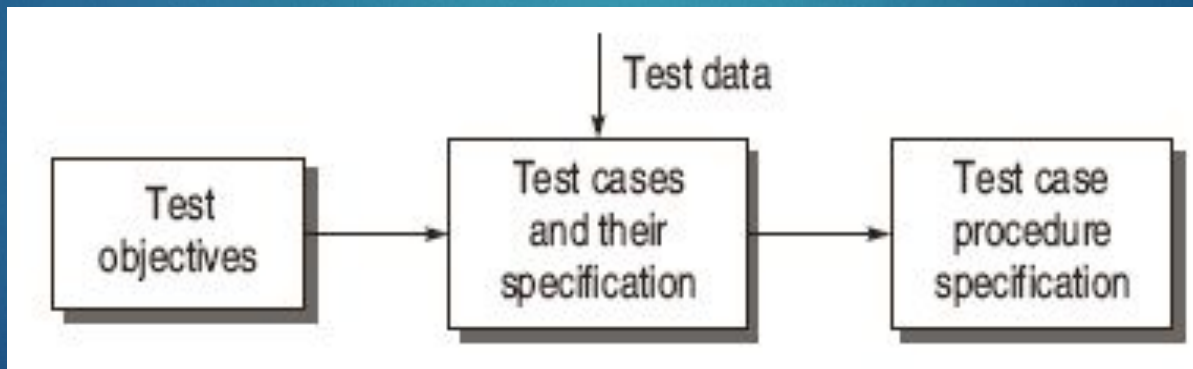 Test data
Test
objectives
Test cases
and their
specification
Test case
procedure
specification